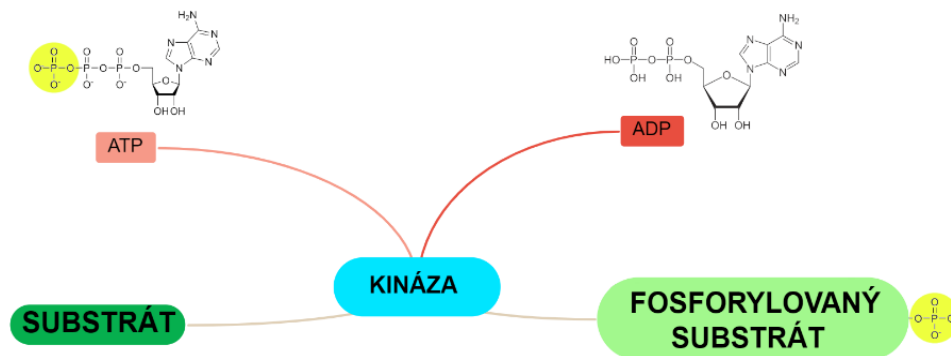 ATP
ADP
KINÁZA
SUBSTRÁT
FOSFORYLOVANÝ
SUBSTRÁT